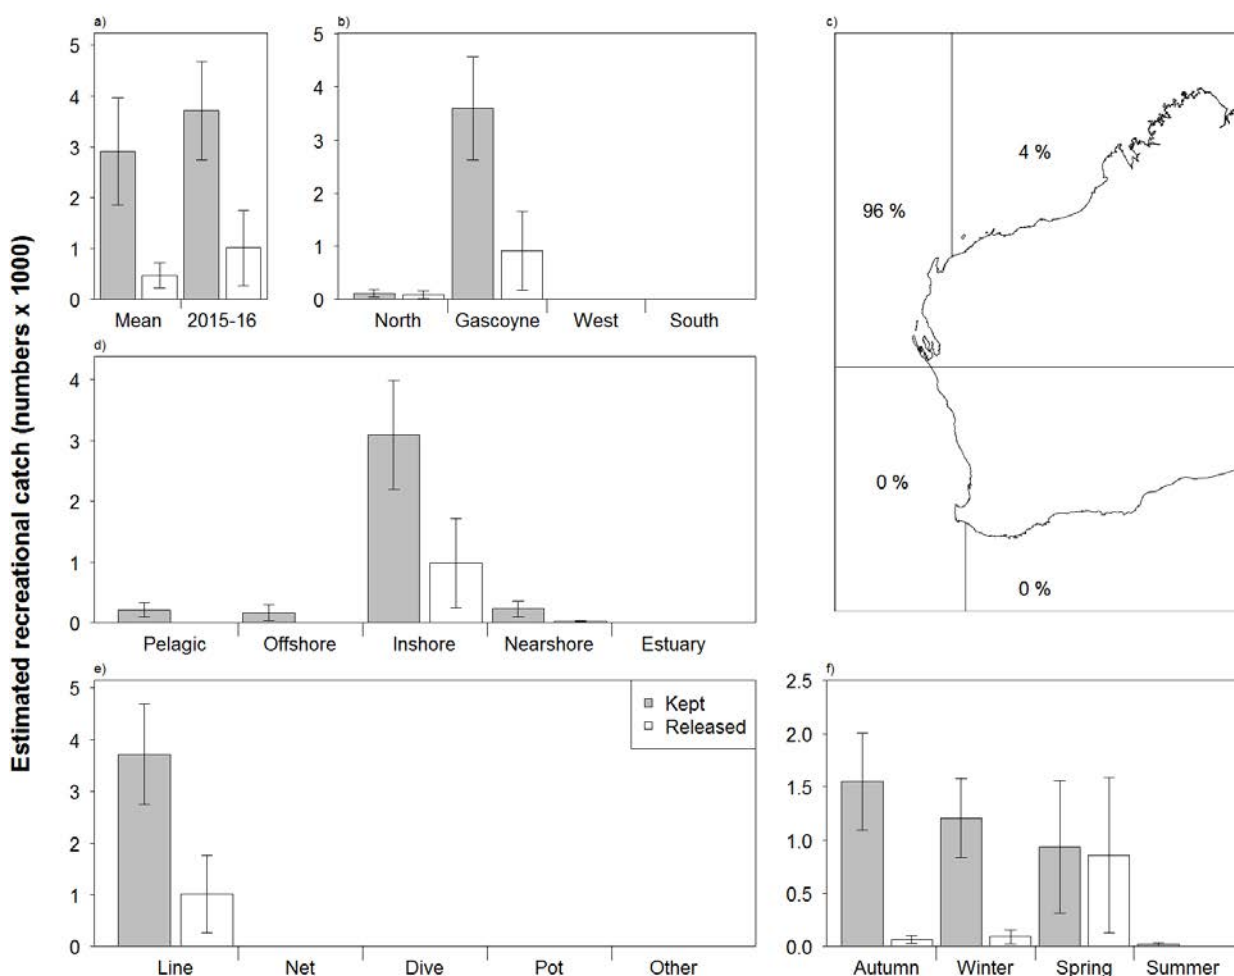 Estimated recreational catch (numbers x 1000)
a)
5
4
3
2
1
0
Mean 2015-16
b)
5
4
3
2
1
0
North Gascoyne West South
c)
4 %
96 %
0 %
0 %
d)
4
3
2
1
0
Pelagic Offshore Inshore Nearshore Estuary
e)
5
4
3
2
1
0
Kept
Released
Line Net Dive Pot Other
f)
2.5
2.0
1.5
1.0
0.5
0.0
Autumn Winter Spring Summer